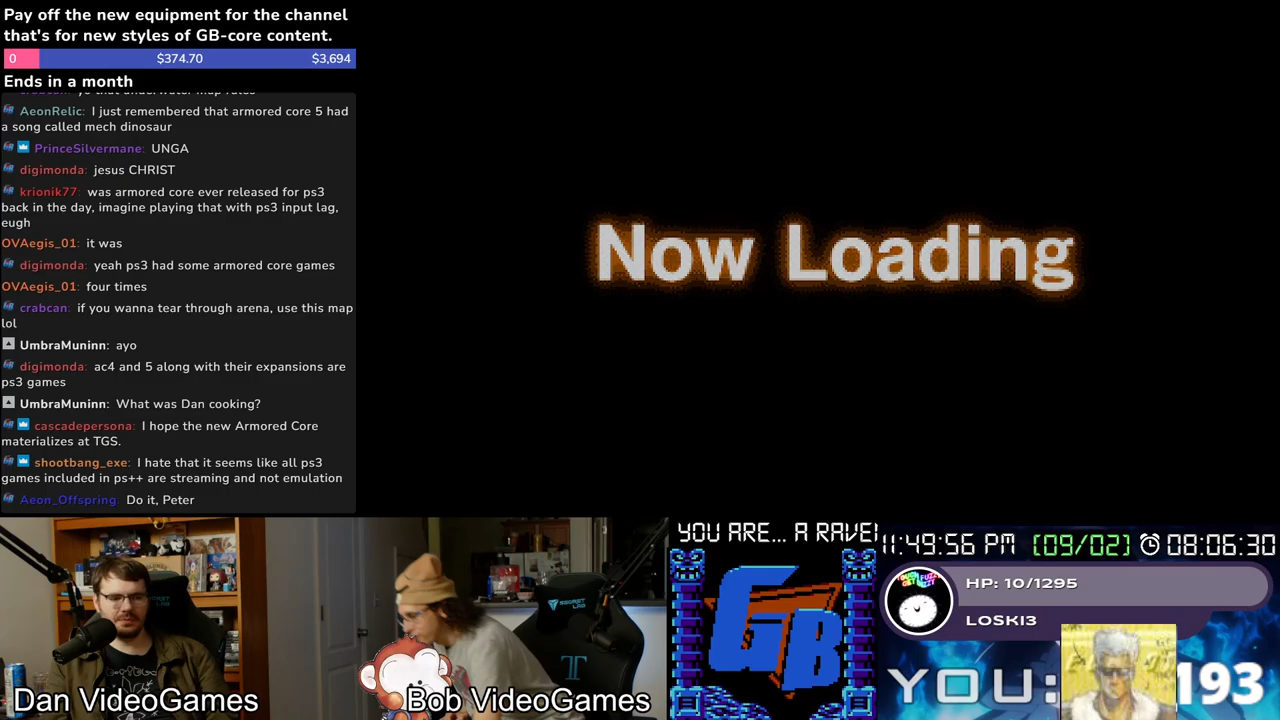 Pay off the new equipment for the channel
that's for new styles of GB-core content.
0 $374.70 $3,694
Ends in a month
AeonRelic: I just remembered that armored core 5 had
a song called mech dinosaur
PrinceSilvermane: UNGA
digimonda: jesus CHRIST
krionik77: was armored core ever released for ps3
back in the day, imagine playing that with ps3 input lag,
eugh
OVAegis_01: it was
digimonda: yeah ps3 had some armored core games
OVAegis_01: four times
crabcan: if you wanna tear through arena, use this map
lol
UmbraMuninn: ayo
digimonda: ac4 and 5 along with their expansions are
ps3 games
UmbraMuninn: What was Dan cooking?
cascadepersona: I hope the new Armored Core
materializes at TGS.
shootbang_exe: I hate that it seems like all ps3
games included in ps++ are streaming and not emulation
Aeon_Offspring: Do it, Peter
Now Loading
SECRET LAB
Dan VideoGames
Bob VideoGames
YOU ARE... A RAVE
GB
11:49:56 PM [09/02] 08:06:30
HP: 10/1295
LOSKI3
YOU: 193